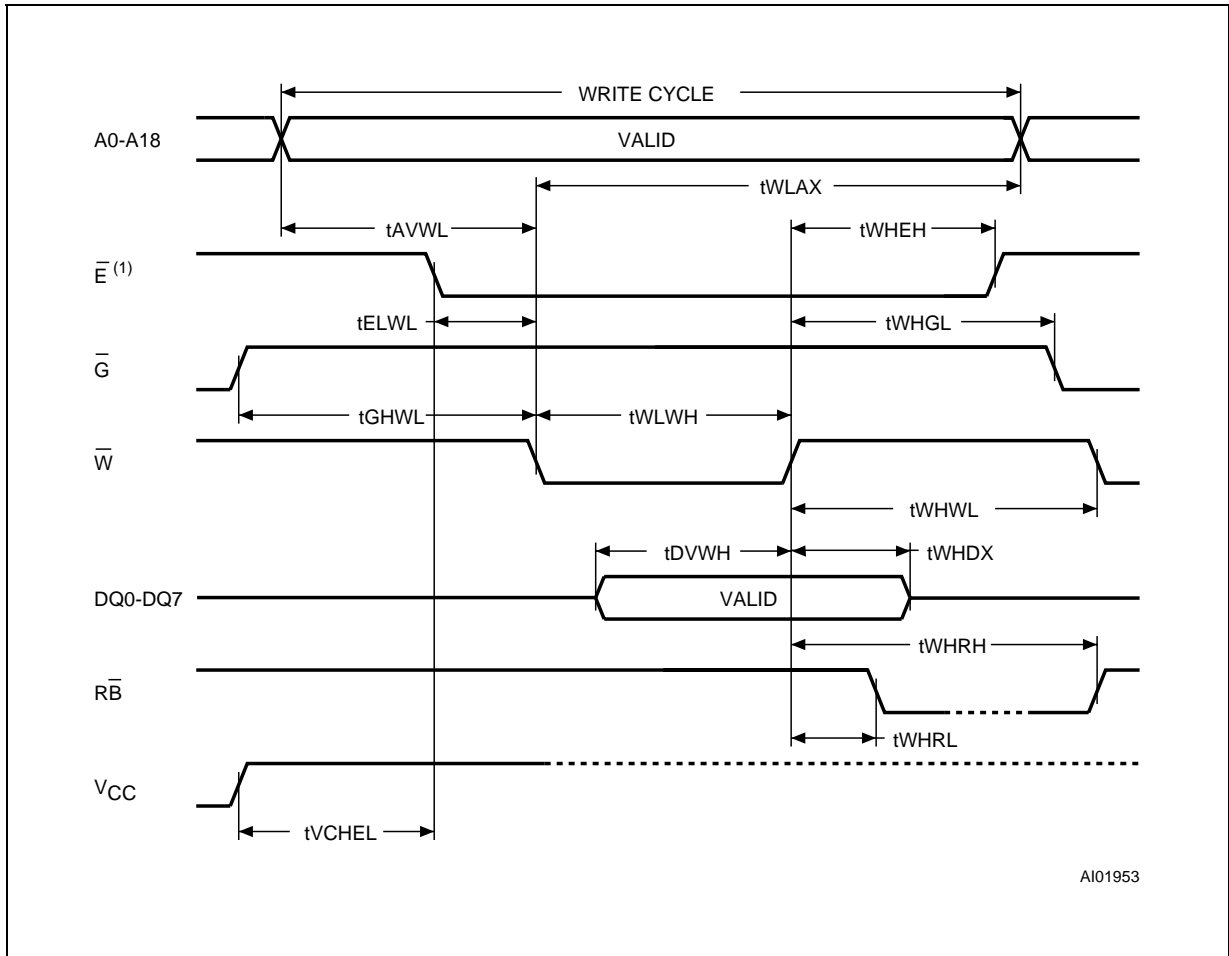 WRITE CYCLE
A0-A18
VALID
tWLAX
tAVWL
tWHEH
E̅ (1)
tELWL
tWHGL
G̅
tGHWL
tWLWH
W̅
tWHWL
tDVWH
tWHDX
DQ0-DQ7
VALID
tWHRH
RB̅
tWHRL
VCC
tVCHEL
AI01953